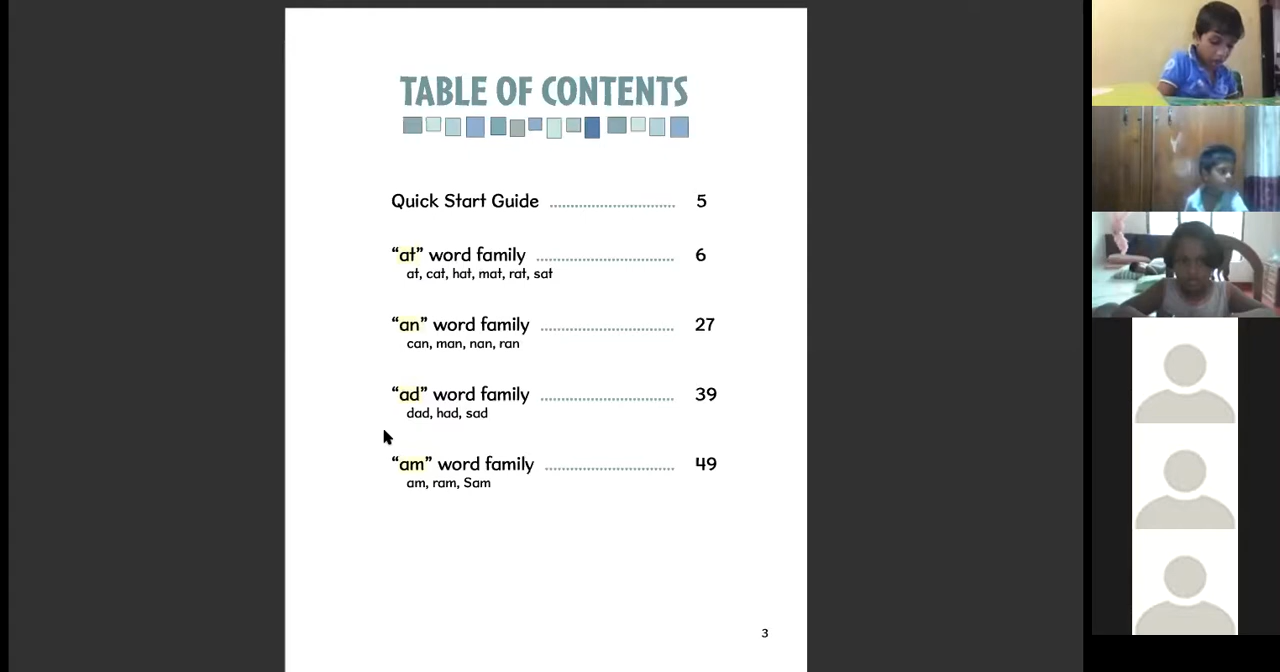 TABLE OF CONTENTS
Quick Start Guide ................................ 5
“at” word family ................................ 6
at, cat, hat, mat, rat, sat
“an” word family ................................ 27
can, man, nan, ran
“ad” word family ................................ 39
dad, had, sad
“am” word family ................................ 49
am, ram, Sam
3